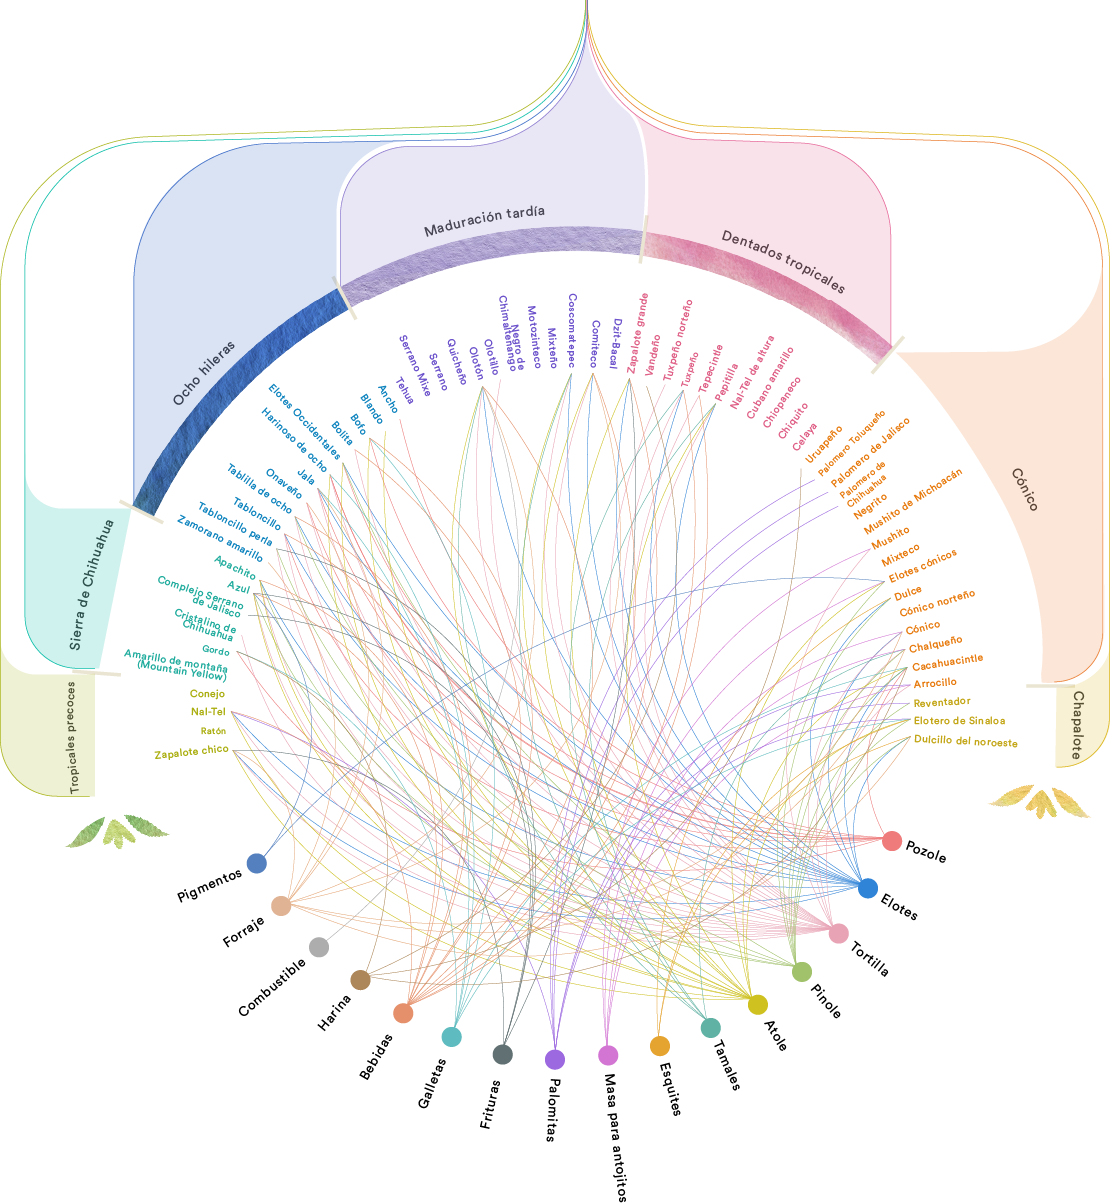 Maduración tardía
Dentados tropicales
Ocho hileras
Cónico
Sierra de Chihuahua
Tropicales precoces
Chapalote
Zapalote chico
Ratón
Nal-Tel
Conejo
Amarillo de montaña
(Mountain Yellow)
Gordo
Cristalino de
Chihuahua
Complejo Serrano
de Jalisco
Azul
Apachito
Zamorano amarillo
Tabloncillo perla
Tabloncillo
Tablilla de ocho
Onaveño
Jala
Harinoso de ocho
Elotes Occidentales
Bolita
Bofo
Blando
Ancho
Tehua
Serrano Mixe
Serrano
Quicheño
Olotón
Olotillo
Negro de
Chimaltenango
Motozinteco
Mixteño
Coscomatepec
Comiteco
Dzit-Bacal
Zapalote grande
Vandeño
Tuxpeño norteño
Tuxpeño
Tepecintle
Pepitilla
Nal-Tel de altura
Cubano amarillo
Chiopaneco
Chiquito
Celaya
Uruapeño
Palomero Toluqueño
Palomero de Jalisco
Palomero de
Chihuahua
Negrito
Mushito de Michoacán
Mushito
Mixteco
Elotes cónicos
Dulce
Cónico norteño
Cónico
Chalqueño
Cacahuacintle
Arrocillo
Reventador
Elotero de Sinaloa
Dulcillo del noroeste
Pozole
Elotes
Tortilla
Pinole
Atole
Tamales
Esquites
Masa para antojitos
Palomitas
Frituras
Galletas
Bebidas
Harina
Combustible
Forraje
Pigmentos